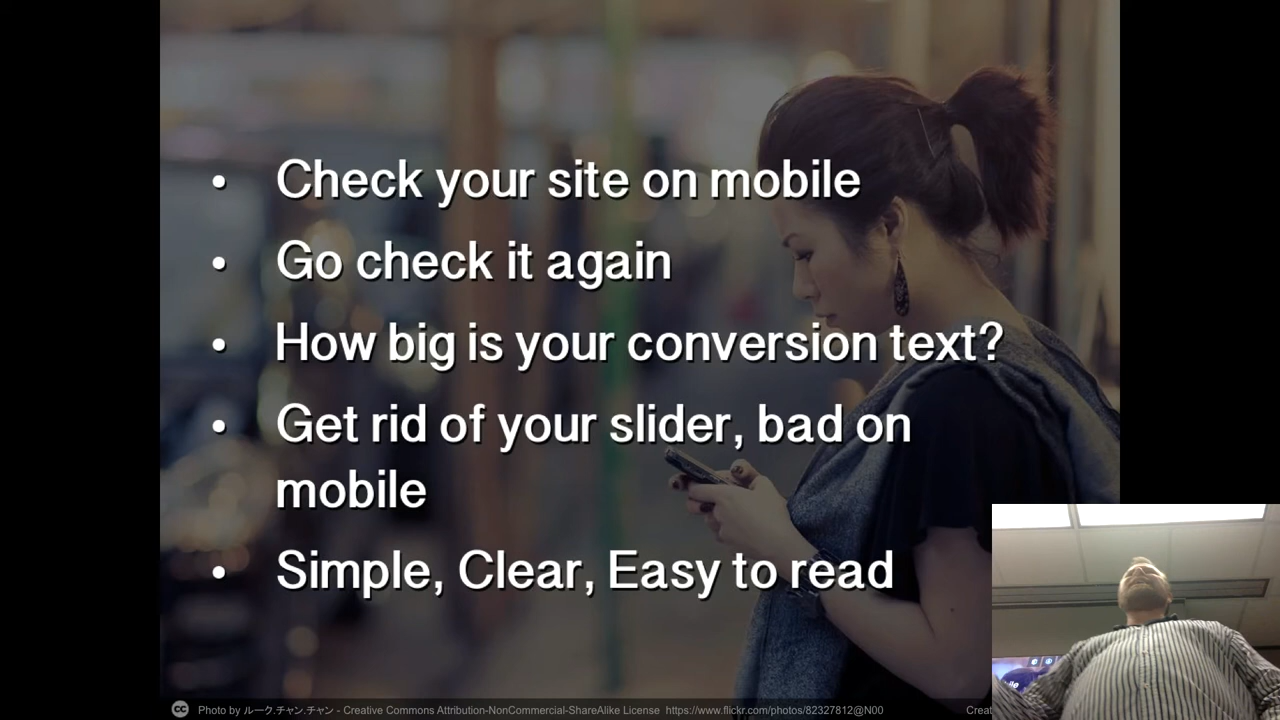 • Check your site on mobile
• Go check it again
• How big is your conversion text?
• Get rid of your slider, bad on
mobile
• Simple, Clear, Easy to read
Photo by ルーク.チャン.チャン - Creative Commons Attribution-NonCommercial-ShareAlike License https://www.flickr.com/photos/82327812@N00